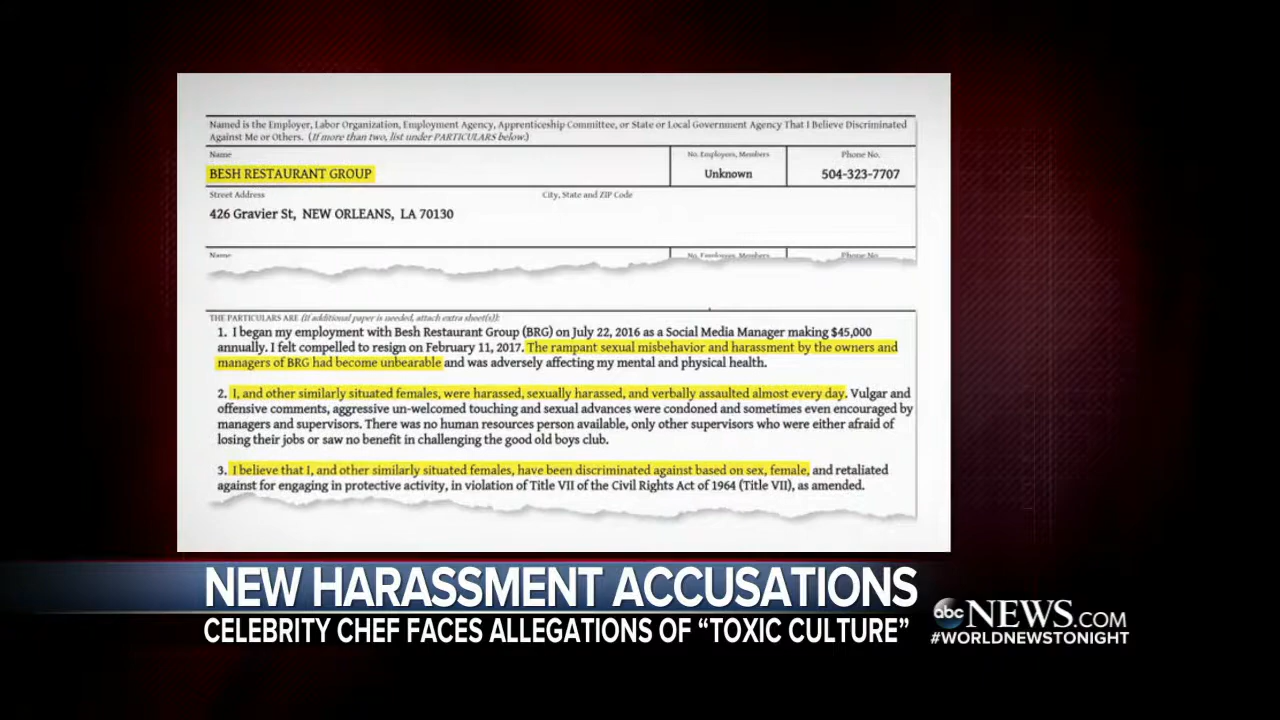 Named is the Employer, Labor Organization, Employment Agency, Apprenticeship Committee, or State or Local Government Agency That I Believe Discriminated
Against Me or Others. (If more than two, list under PARTICULARS below.)
Name No. Employees, Members Phone No.
BESH RESTAURANT GROUP Unknown 504-323-7707
Street Address City, State and ZIP Code
426 Gravier St, NEW ORLEANS, LA 70130
Name No. Employees, Members Phone No.
THE PARTICULARS ARE (If additional paper is needed, attach extra sheet(s)):
1. I began my employment with Besh Restaurant Group (BRG) on July 22, 2016 as a Social Media Manager making $45,000
annually. I felt compelled to resign on February 11, 2017. The rampant sexual misbehavior and harassment by the owners and
managers of BRG had become unbearable and was adversely affecting my mental and physical health.
2. I, and other similarly situated females, were harassed, sexually harassed, and verbally assaulted almost every day. Vulgar and
offensive comments, aggressive un-welcomed touching and sexual advances were condoned and sometimes even encouraged by
managers and supervisors. There was no human resources person available, only other supervisors who were either afraid of
losing their jobs or saw no benefit in challenging the good old boys club.
3. I believe that I, and other similarly situated females, have been discriminated against based on sex, female, and retaliated
against for engaging in protective activity, in violation of Title VII of the Civil Rights Act of 1964 (Title VII), as amended.
NEW HARASSMENT ACCUSATIONS
CELEBRITY CHEF FACES ALLEGATIONS OF “TOXIC CULTURE”
abc NEWS.COM
#WORLDNEWSTONIGHT